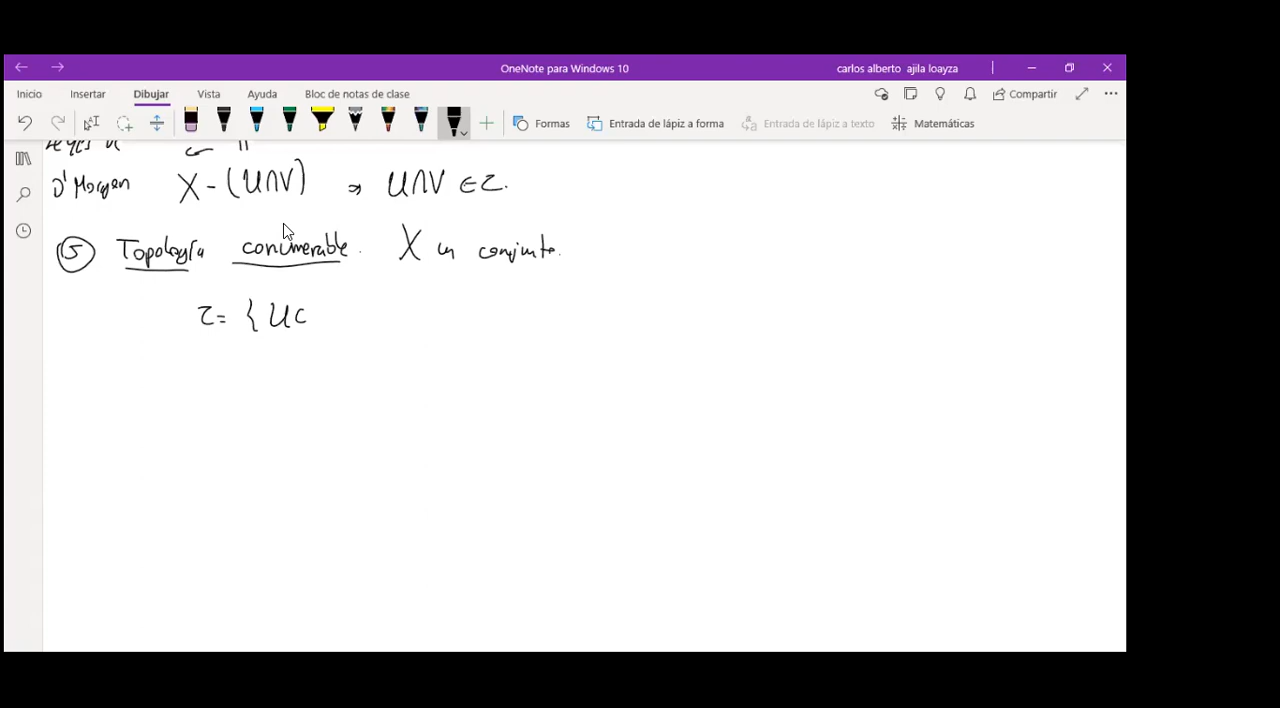 OneNote para Windows 10
carlos alberto ajila loayza
Inicio Insertar Dibujar Vista Ayuda Bloc de notas de clase Compartir
Formas Entrada de lápiz a forma Entrada de lápiz a texto Matemáticas
D'Morgan X - (U∩V) ⇒ U∩V ∈ τ.
⑤ Topología conumerable. X un conjunto.
τ = { U ⊂